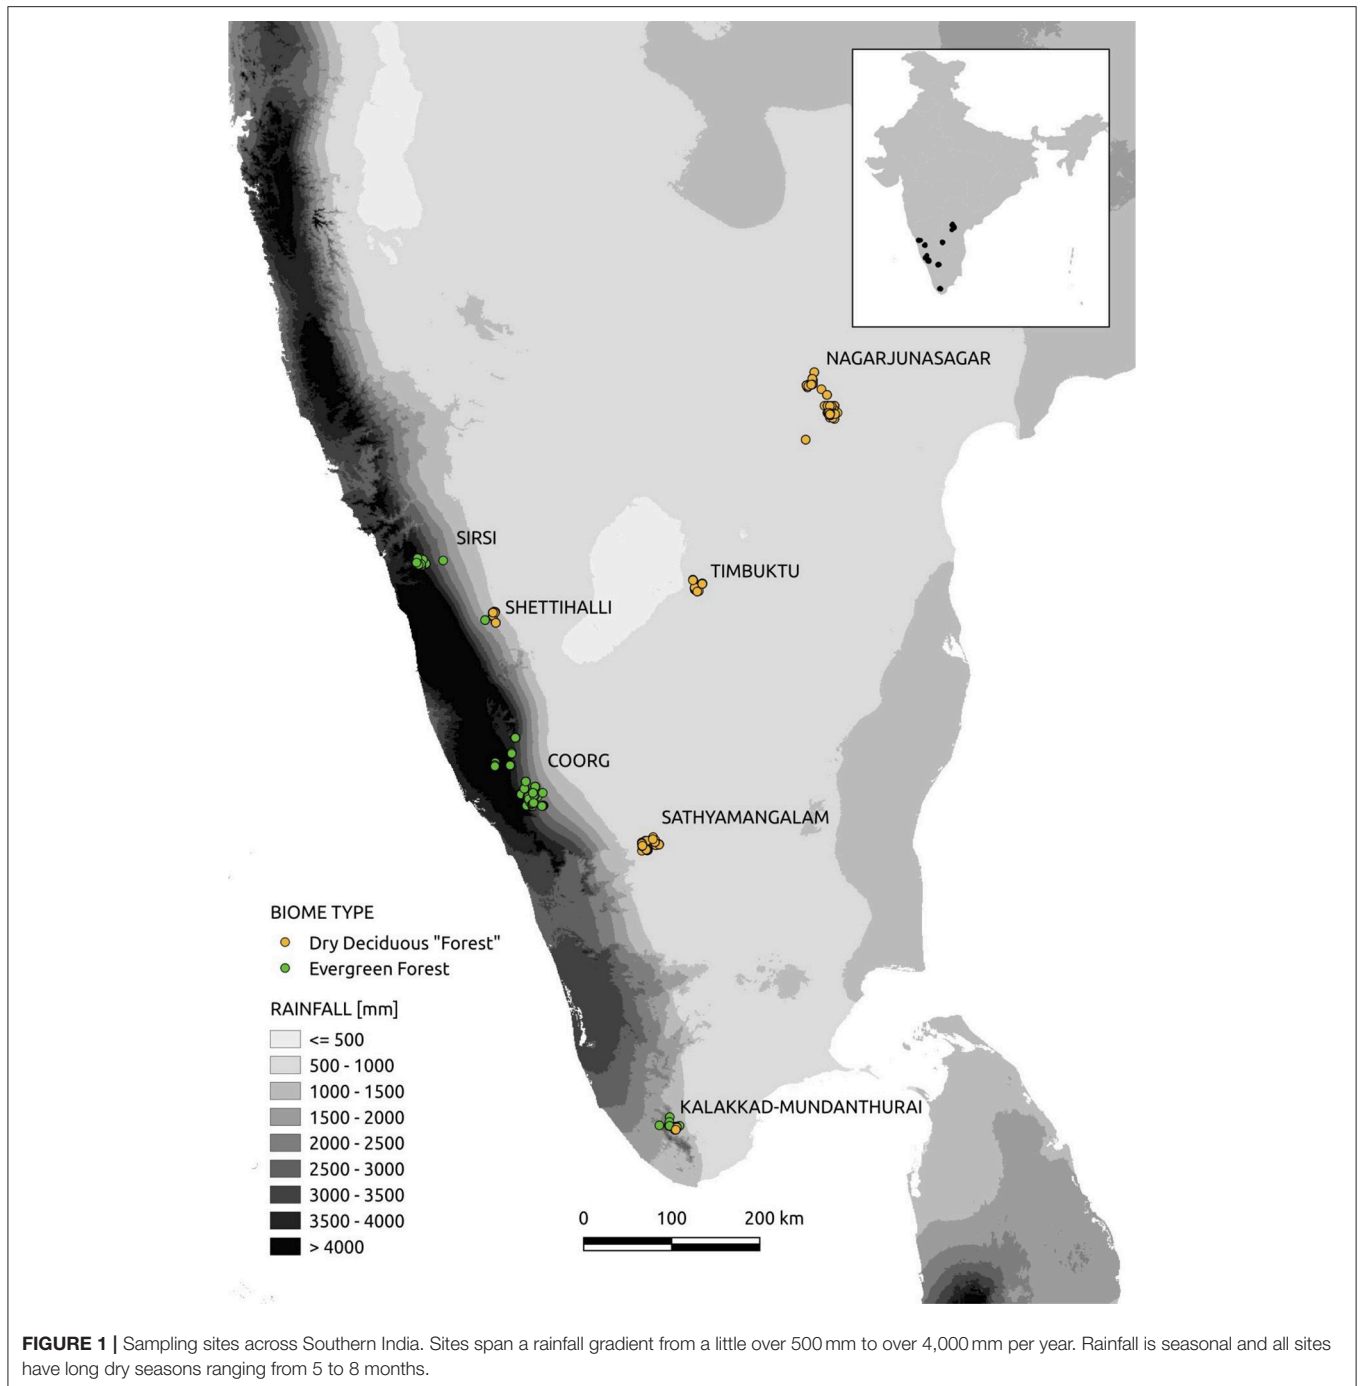 NAGARJUNASAGAR
SIRSI
TIMBUKTU
SHETTIHALLI
COORG
SATHYAMANGALAM
BIOME TYPE
Dry Deciduous "Forest"
Evergreen Forest
RAINFALL [mm]
<= 500
500 - 1000
1000 - 1500
1500 - 2000
2000 - 2500
2500 - 3000
3000 - 3500
3500 - 4000
> 4000
KALAKKAD-MUNDANTHURAI
0 100 200 km
FIGURE 1 | Sampling sites across Southern India. Sites span a rainfall gradient from a little over 500 mm to over 4,000 mm per year. Rainfall is seasonal and all sites
have long dry seasons ranging from 5 to 8 months.